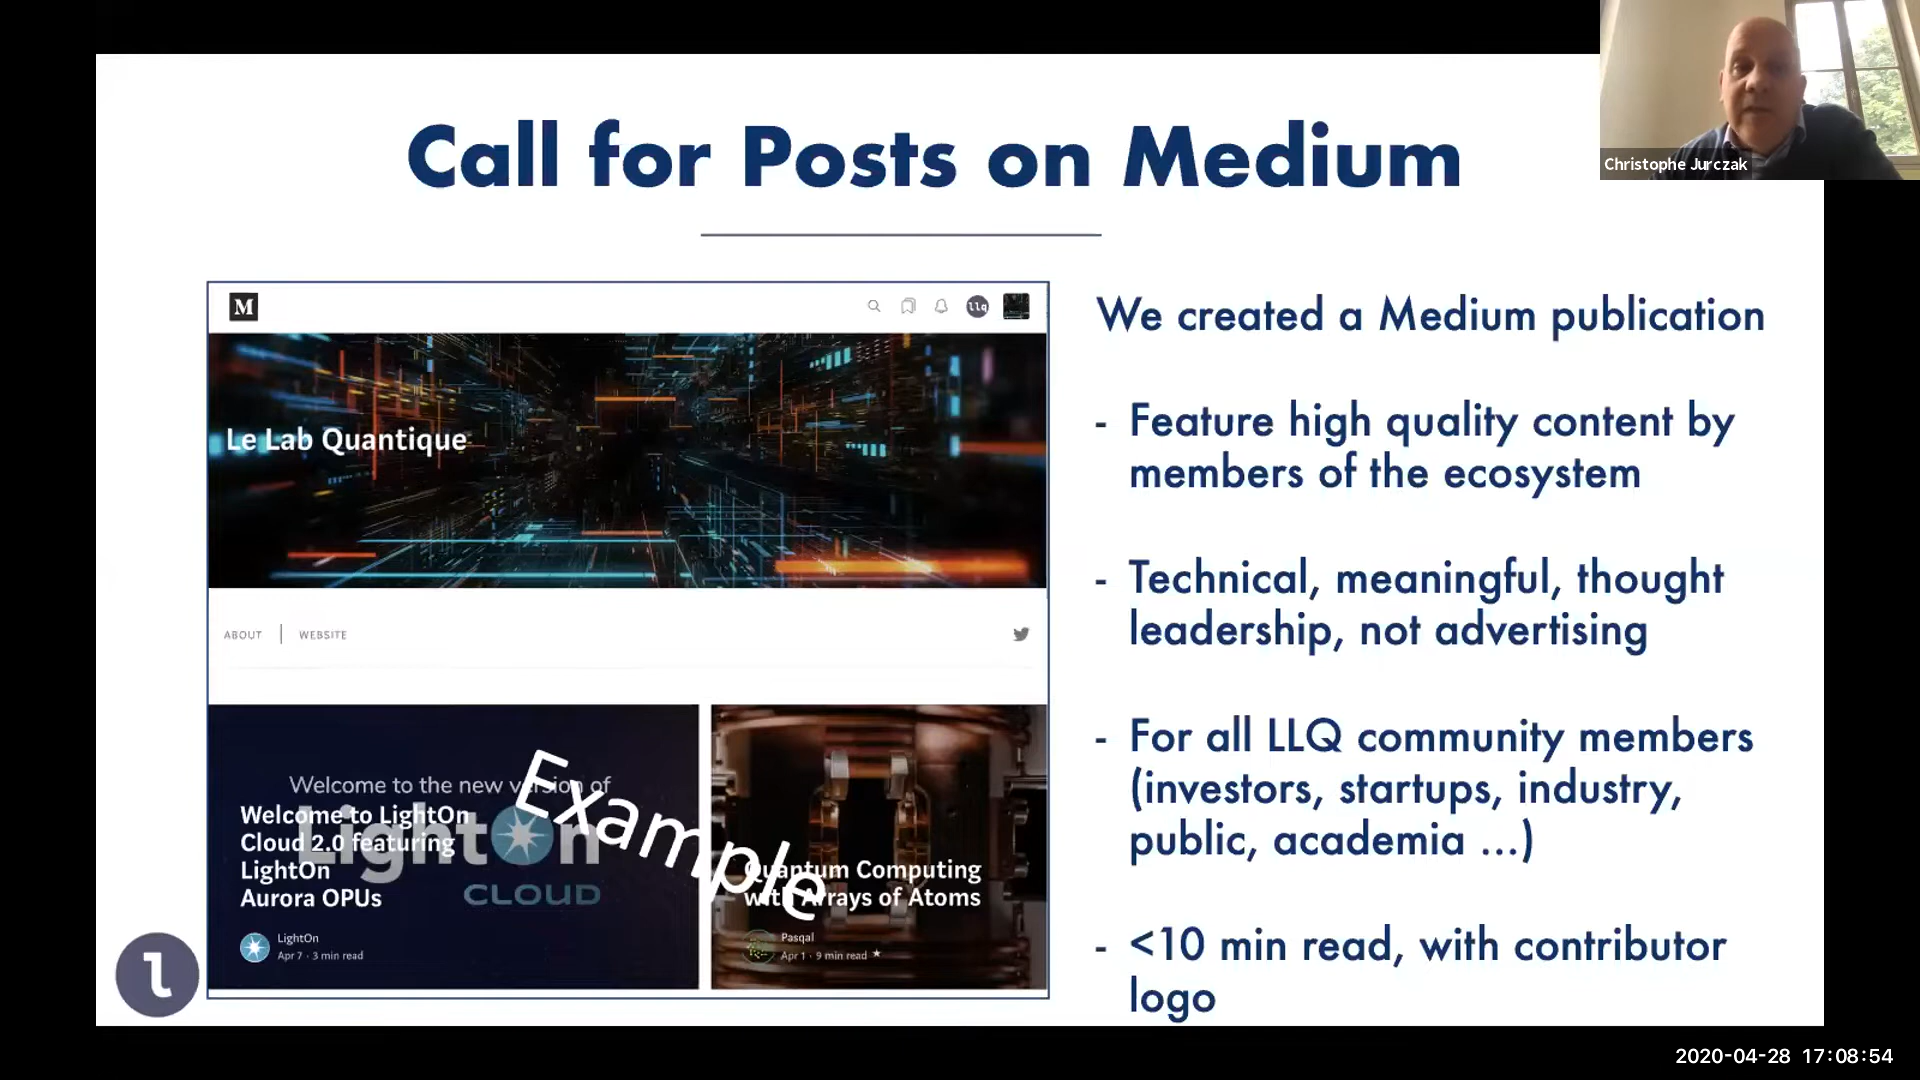 Call for Posts on Medium
Christophe Jurczak
M
llq
Le Lab Quantique
ABOUT | WEBSITE
Welcome to the new version of
LightOn
CLOUD
Welcome to LightOn
Cloud 2.0 featuring
LightOn
Aurora OPUs
LightOn
Apr 7 · 3 min read
Example
Quantum Computing
with Arrays of Atoms
Pasqal
Apr 1 · 9 min read ★
We created a Medium publication
- Feature high quality content by
members of the ecosystem
- Technical, meaningful, thought
leadership, not advertising
- For all LLQ community members
(investors, startups, industry,
public, academia ...)
- <10 min read, with contributor
logo
l
2020-04-28 17:08:54